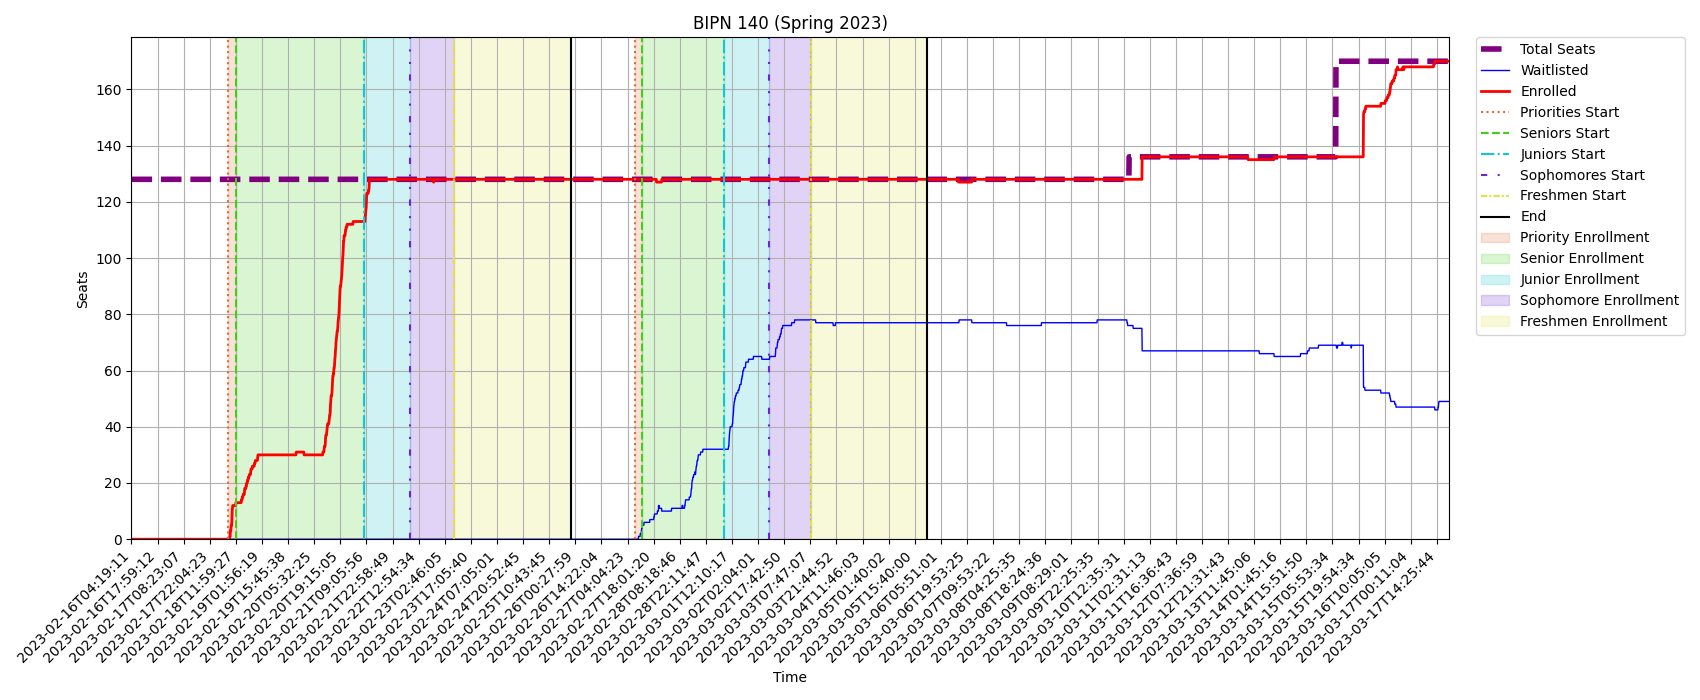 BIPN 140 (Spring 2023)
Seats
160
140
120
100
80
60
40
20
0
2023-02-16T04:19:11
2023-02-16T17:59:12
2023-02-17T08:23:07
2023-02-17T22:04:23
2023-02-18T11:59:27
2023-02-19T01:56:19
2023-02-19T15:45:38
2023-02-20T05:32:25
2023-02-20T19:15:05
2023-02-21T09:05:56
2023-02-21T22:58:49
2023-02-22T12:54:34
2023-02-23T02:46:05
2023-02-23T17:05:40
2023-02-24T07:05:01
2023-02-24T20:52:45
2023-02-25T10:43:45
2023-02-26T00:27:59
2023-02-26T14:22:04
2023-02-27T04:04:23
2023-02-27T18:01:20
2023-02-28T08:18:46
2023-02-28T22:11:47
2023-03-01T12:10:17
2023-03-02T02:04:01
2023-03-02T17:42:50
2023-03-03T07:47:07
2023-03-03T21:44:52
2023-03-04T11:46:03
2023-03-05T01:40:02
2023-03-05T15:40:00
2023-03-06T05:51:01
2023-03-06T19:53:25
2023-03-07T09:53:22
2023-03-08T04:25:35
2023-03-08T18:24:36
2023-03-09T08:29:01
2023-03-09T22:25:35
2023-03-10T12:35:31
2023-03-11T02:31:13
2023-03-11T16:36:43
2023-03-12T07:36:59
2023-03-12T21:31:43
2023-03-13T11:45:06
2023-03-14T01:45:16
2023-03-14T15:51:50
2023-03-15T05:53:34
2023-03-15T19:54:34
2023-03-16T10:05:05
2023-03-17T00:11:04
2023-03-17T14:25:44
Time
Total Seats
Waitlisted
Enrolled
Priorities Start
Seniors Start
Juniors Start
Sophomores Start
Freshmen Start
End
Priority Enrollment
Senior Enrollment
Junior Enrollment
Sophomore Enrollment
Freshmen Enrollment